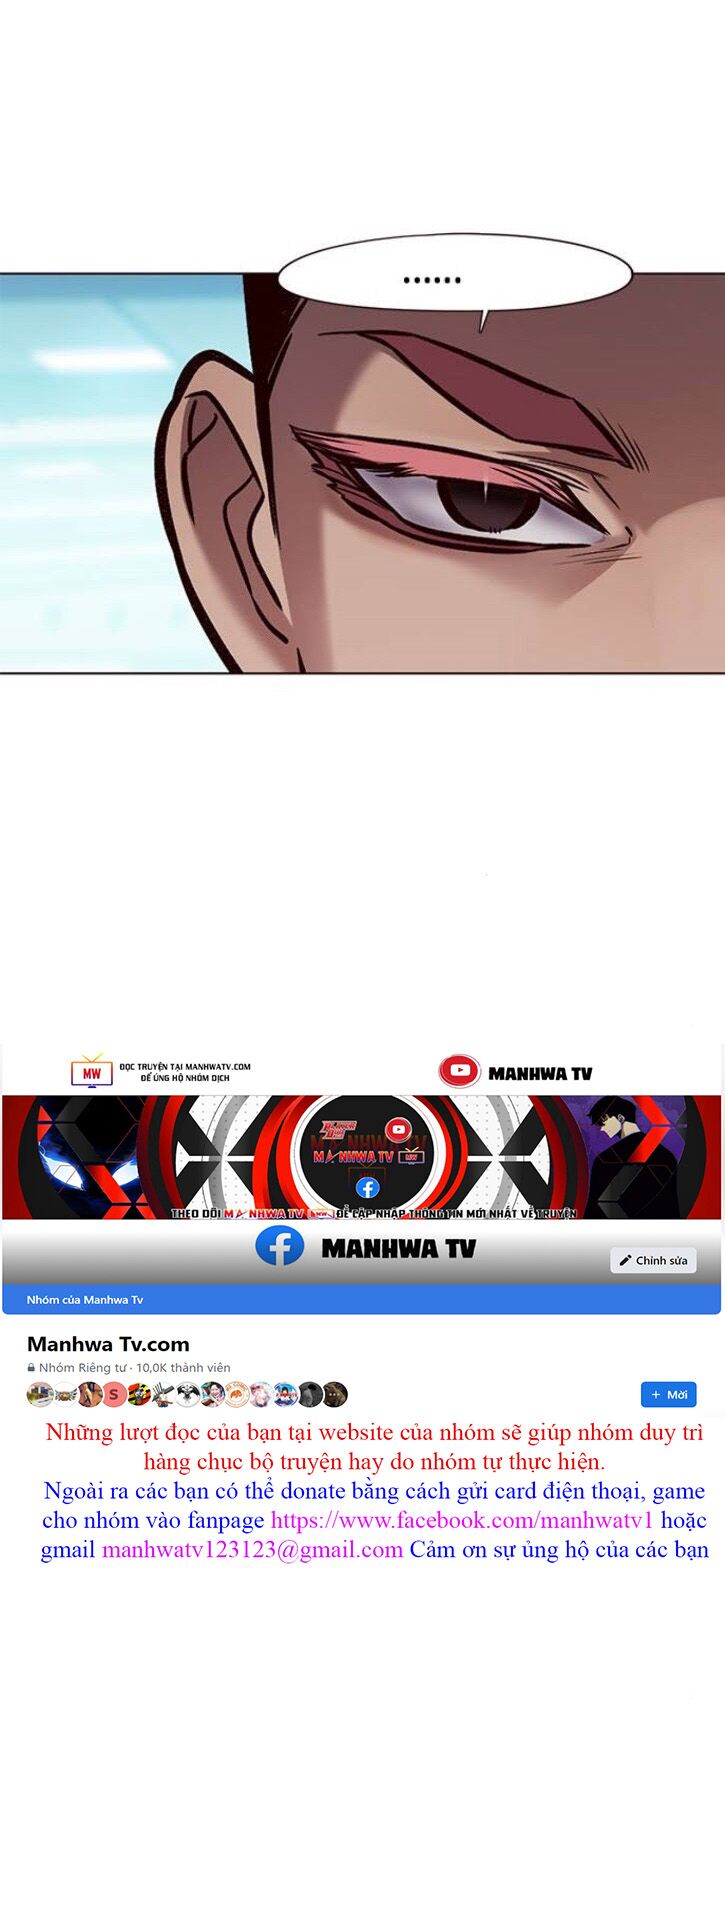 ......
MW
ĐỌC TRUYỆN TẠI MANHWATV.COM
ĐỂ ỦNG HỘ NHÓM DỊCH
MANHWA TV
MANHWA TV
MW
THEO DÕI MANHWA TV MW ĐỂ CẬP NHẬP THÔNG TIN MỚI NHẤT VỀ TRUYỆN
MANHWA TV
Chỉnh sửa
Nhóm của Manhwa Tv
Manhwa Tv.com
Nhóm Riêng tư · 10,0K thành viên
S
+ Mời
Những lượt đọc của bạn tại website của nhóm sẽ giúp nhóm duy trì
hàng chục bộ truyện hay do nhóm tự thực hiện.
Ngoài ra các bạn có thể donate bằng cách gửi card điện thoại, game
cho nhóm vào fanpage https://www.facebook.com/manhwatv1 hoặc
gmail manhwatv123123@gmail.com Cảm ơn sự ủng hộ của các bạn